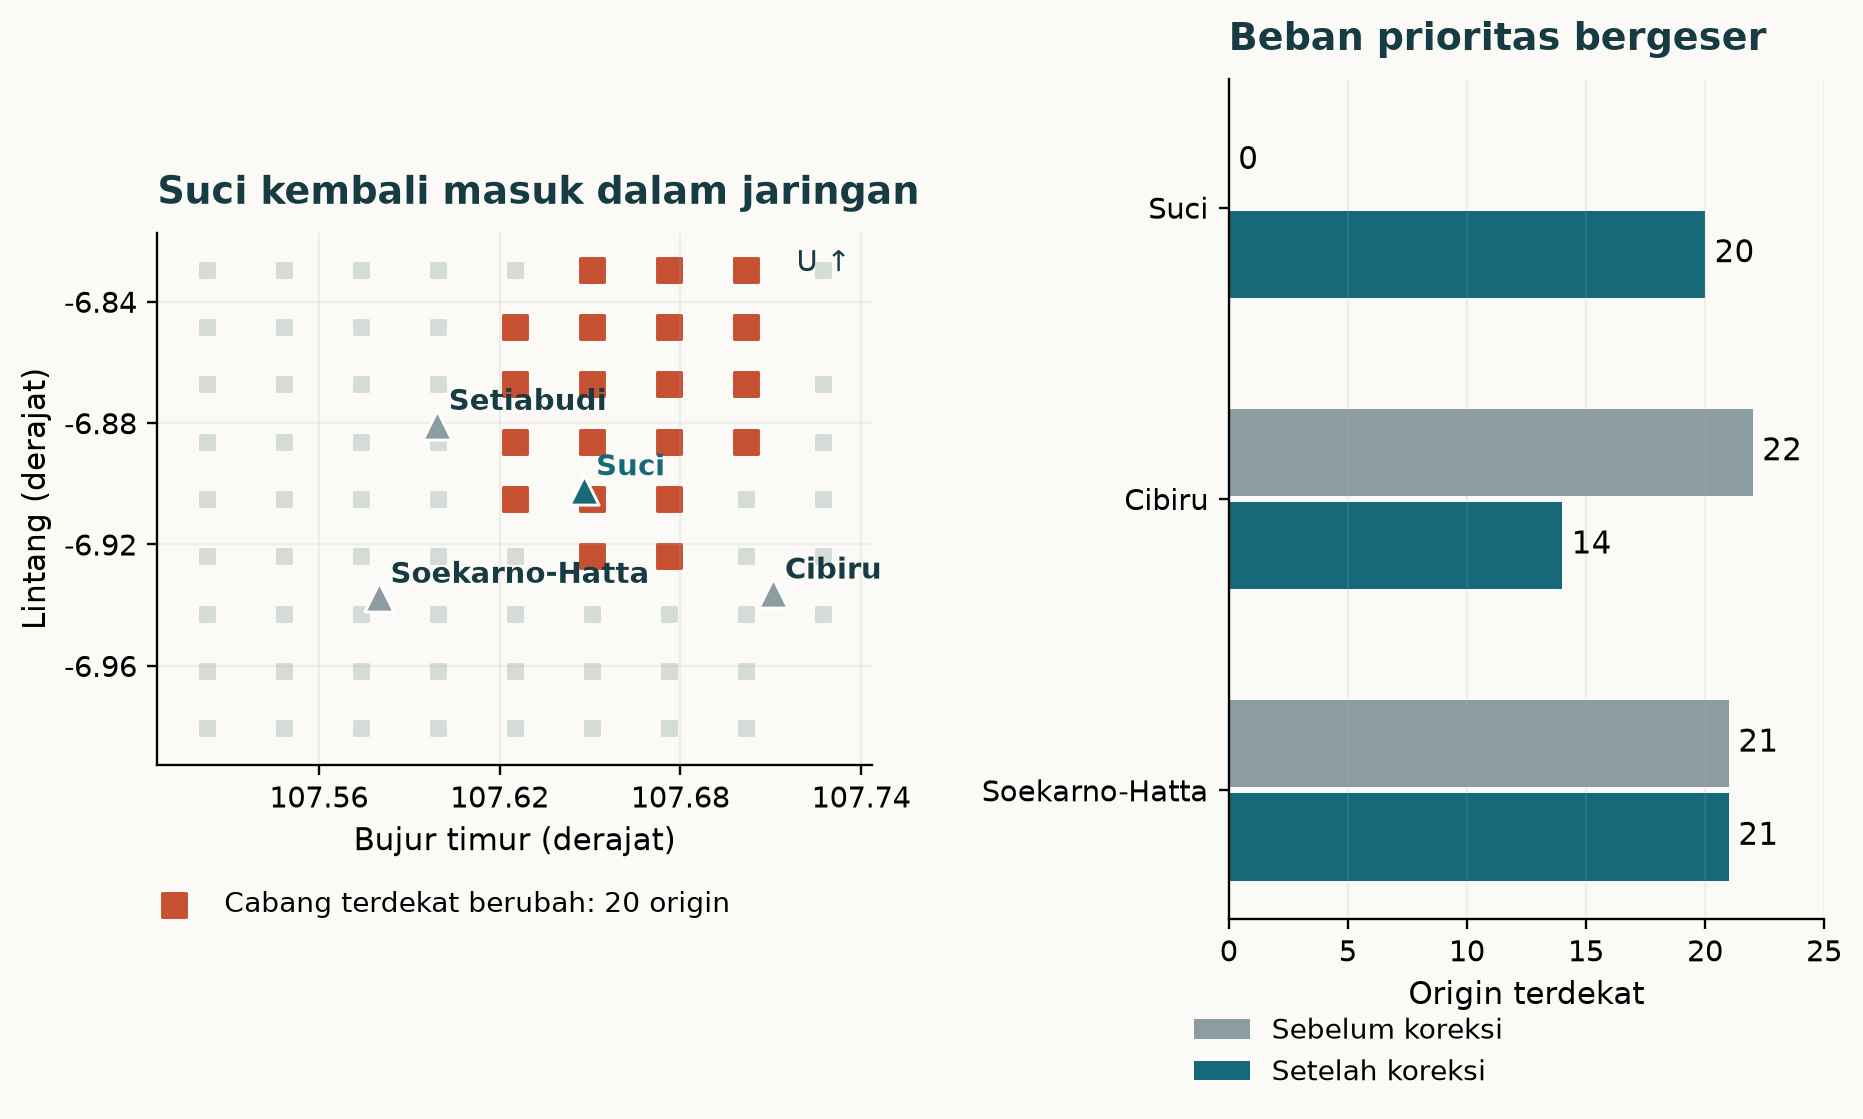 Suci kembali masuk dalam jaringan
U ↑
Setiabudi
Suci
Soekarno-Hatta
Cibiru
-6.84
-6.88
-6.92
-6.96
Lintang (derajat)
107.56
107.62
107.68
107.74
Bujur timur (derajat)
Cabang terdekat berubah: 20 origin
Beban prioritas bergeser
Suci
0
20
Cibiru
22
14
Soekarno-Hatta
21
21
0
5
10
15
20
25
Origin terdekat
Sebelum koreksi
Setelah koreksi